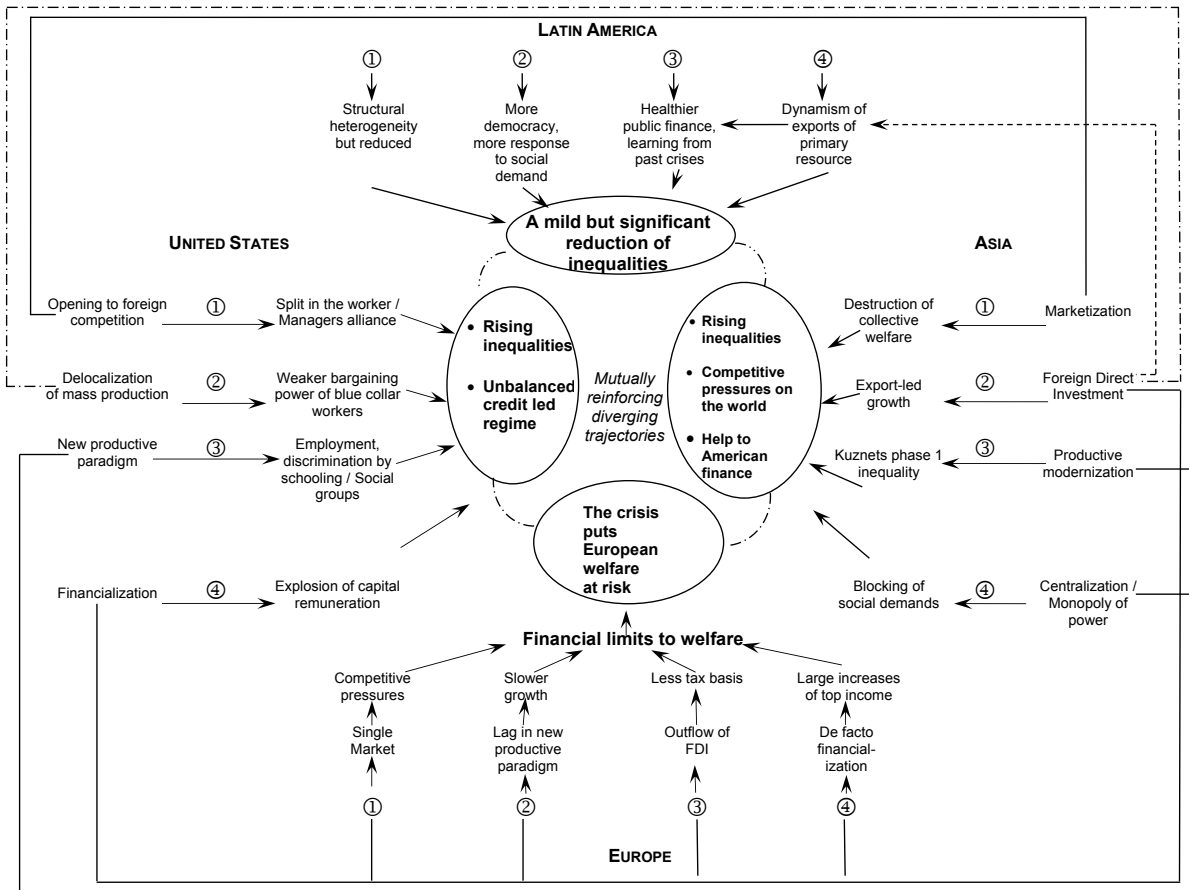 LATIN AMERICA
①
②
③
④
Structural
heterogeneity
but reduced
More
democracy,
more response
to social
demand
Healthier
public finance,
learning from
past crises
Dynamism of
exports of
primary
resource
A mild but significant
reduction of
inequalities
UNITED STATES
ASIA
Opening to foreign
competition
①
Split in the worker /
Managers alliance
Delocalization
of mass production
②
Weaker bargaining
power of blue collar
workers
New productive
paradigm
③
Employment,
discrimination by
schooling / Social
groups
Financialization
④
Explosion of capital
remuneration
• Rising
inequalities
• Unbalanced
credit led
regime
Mutually
reinforcing
diverging
trajectories
• Rising
inequalities
• Competitive
pressures on
the world
• Help to
American
finance
Destruction of
collective
welfare
①
Marketization
Export-led
growth
②
Foreign Direct
Investment
Kuznets phase 1
inequality
③
Productive
modernization
Blocking of
social demands
④
Centralization /
Monopoly of
power
The crisis
puts
European
welfare
at risk
Financial limits to welfare
Competitive
pressures
Slower
growth
Less tax basis
Large increases
of top income
Single
Market
Lag in new
productive
paradigm
Outflow of
FDI
De facto
financial-
ization
①
②
③
④
EUROPE